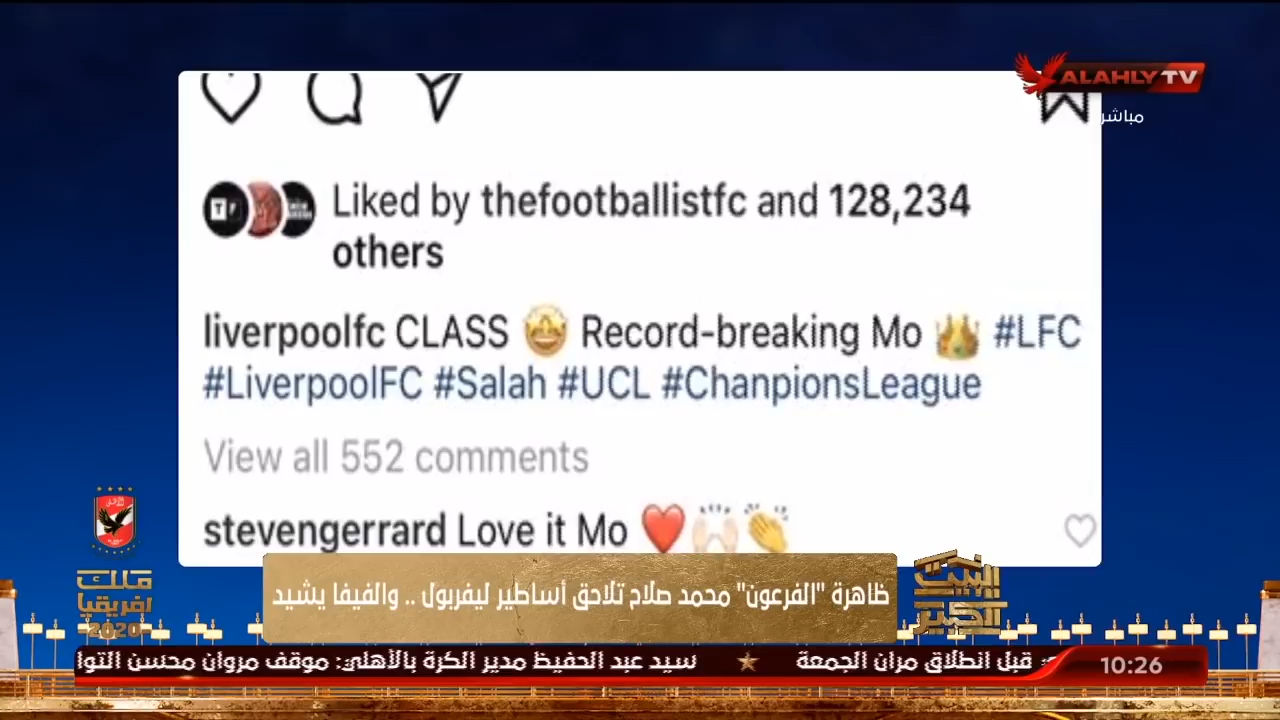 ALAHLY TV
مباشر
Liked by thefootballistfc and 128,234
others
liverpoolfc CLASS 🤩 Record-breaking Mo 👑 #LFC
#LiverpoolFC #Salah #UCL #ChanpionsLeague
View all 552 comments
stevengerrard Love it Mo ❤️🙌🏻👏
ظاهرة "الفرعون" محمد صلاح تلاحق أساطير ليفربول .. والفيفا يشيد
البيت
الكبير
ملك
افريقيا
2020
قبل انطلاق مران الجمعة ★ سيد عبد الحفيظ مدير الكرة بالأهلي: موقف مروان محسن التوا
10:26